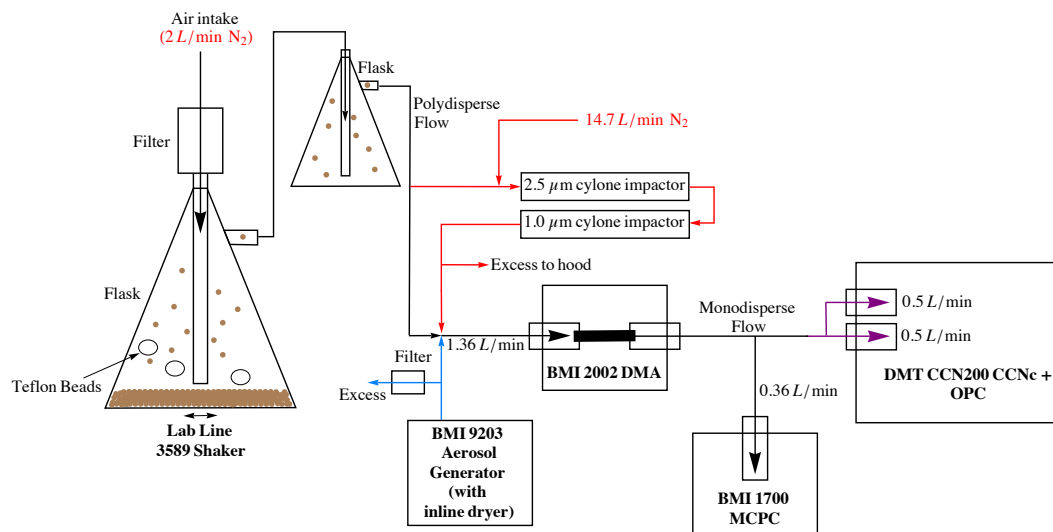 Air intake
(2 L/min N₂)
Filter
Flask
Teflon Beads
Lab Line
3589 Shaker
Flask
Polydisperse
Flow
14.7 L/min N₂
2.5 μm cylone impactor
1.0 μm cylone impactor
Excess to hood
1.36 L/min
Filter
Excess
BMI 9203
Aerosol
Generator
(with
inline dryer)
BMI 2002 DMA
Monodisperse
Flow
0.36 L/min
BMI 1700
MCPC
0.5 L/min
0.5 L/min
DMT CCN200 CCNc +
OPC